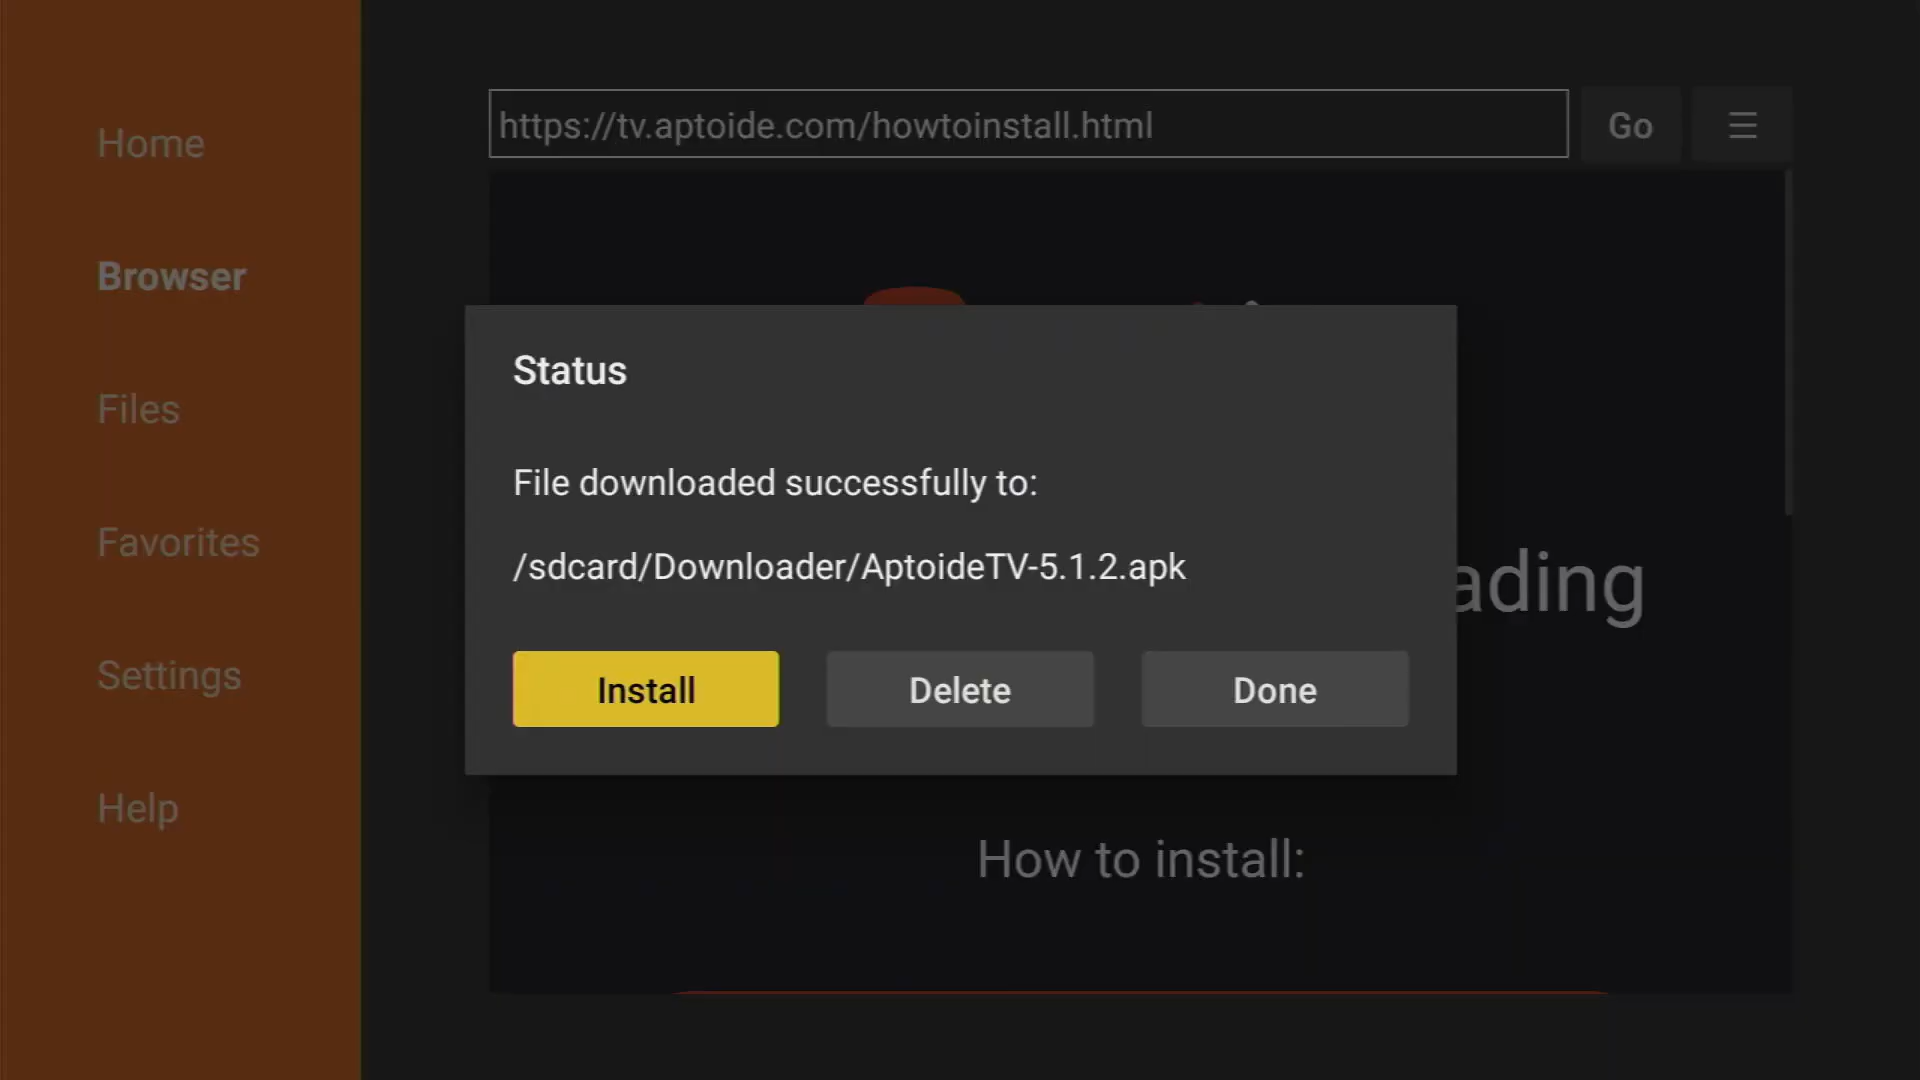 Home
Browser
Files
Favorites
Settings
Help
https://tv.aptoide.com/howtoinstall.html
Go
Status
File downloaded successfully to:
/sdcard/Downloader/AptoideTV-5.1.2.apk
Install
Delete
Done
ading
How to install: